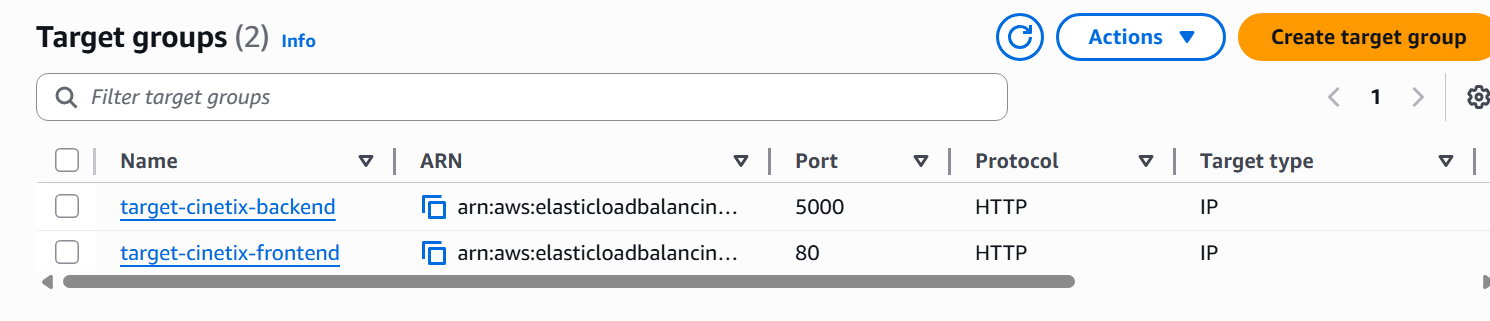 Target groups (2) Info
Actions
Create target group
Filter target groups
1
Name ARN Port Protocol Target type
target-cinetix-backend arn:aws:elasticloadbalancin... 5000 HTTP IP
target-cinetix-frontend arn:aws:elasticloadbalancin... 80 HTTP IP